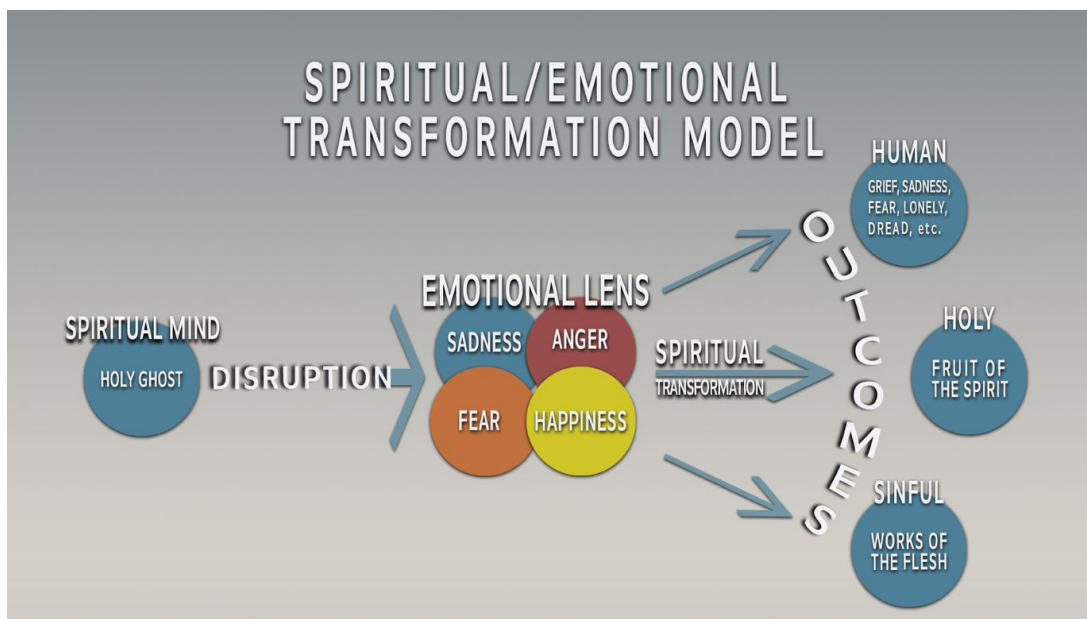 SPIRITUAL/EMOTIONAL
TRANSFORMATION MODEL
SPIRITUAL MIND
HOLY GHOST
DISRUPTION
EMOTIONAL LENS
SADNESS
ANGER
FEAR
HAPPINESS
SPIRITUAL
TRANSFORMATION
OUTCOMES
HUMAN
GRIEF, SADNESS,
FEAR, LONELY,
DREAD, etc.
HOLY
FRUIT OF
THE SPIRIT
SINFUL
WORKS OF
THE FLESH